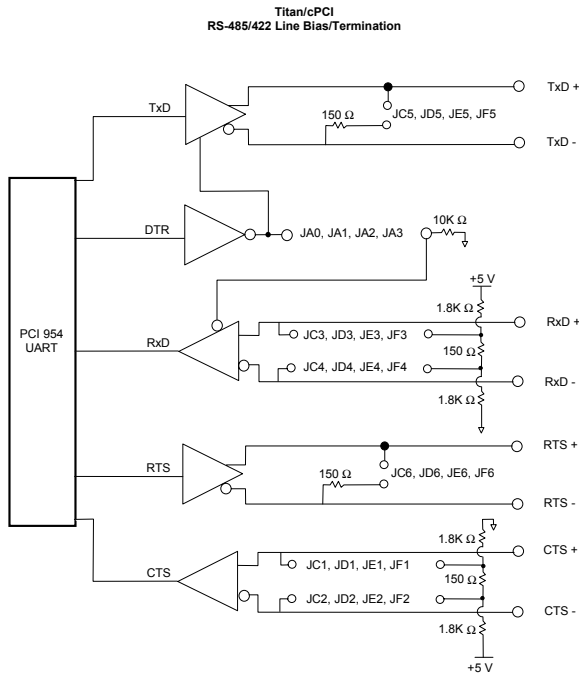 Titan/cPCI
RS-485/422 Line Bias/Termination
TxD
TxD +
150 Ω
JC5, JD5, JE5, JF5
TxD -
DTR
JA0, JA1, JA2, JA3
10K Ω
+5 V
1.8K Ω
PCI 954
UART
RxD
RxD +
JC3, JD3, JE3, JF3
150 Ω
JC4, JD4, JE4, JF4
RxD -
1.8K Ω
RTS
RTS +
150 Ω
JC6, JD6, JE6, JF6
RTS -
1.8K Ω
CTS
CTS +
JC1, JD1, JE1, JF1
150 Ω
JC2, JD2, JE2, JF2
CTS -
1.8K Ω
+5 V